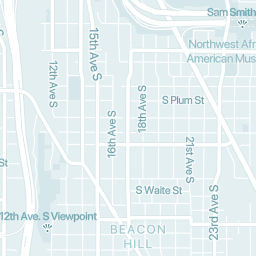 Sam Smith
15th Ave S
Northwest Afr
American Mus
12th Ave S
S Plum St
18th Ave S
16th Ave S
21st Ave S
S Waite St
23rd Ave S
12th Ave. S Viewpoint
BEACON
HILL